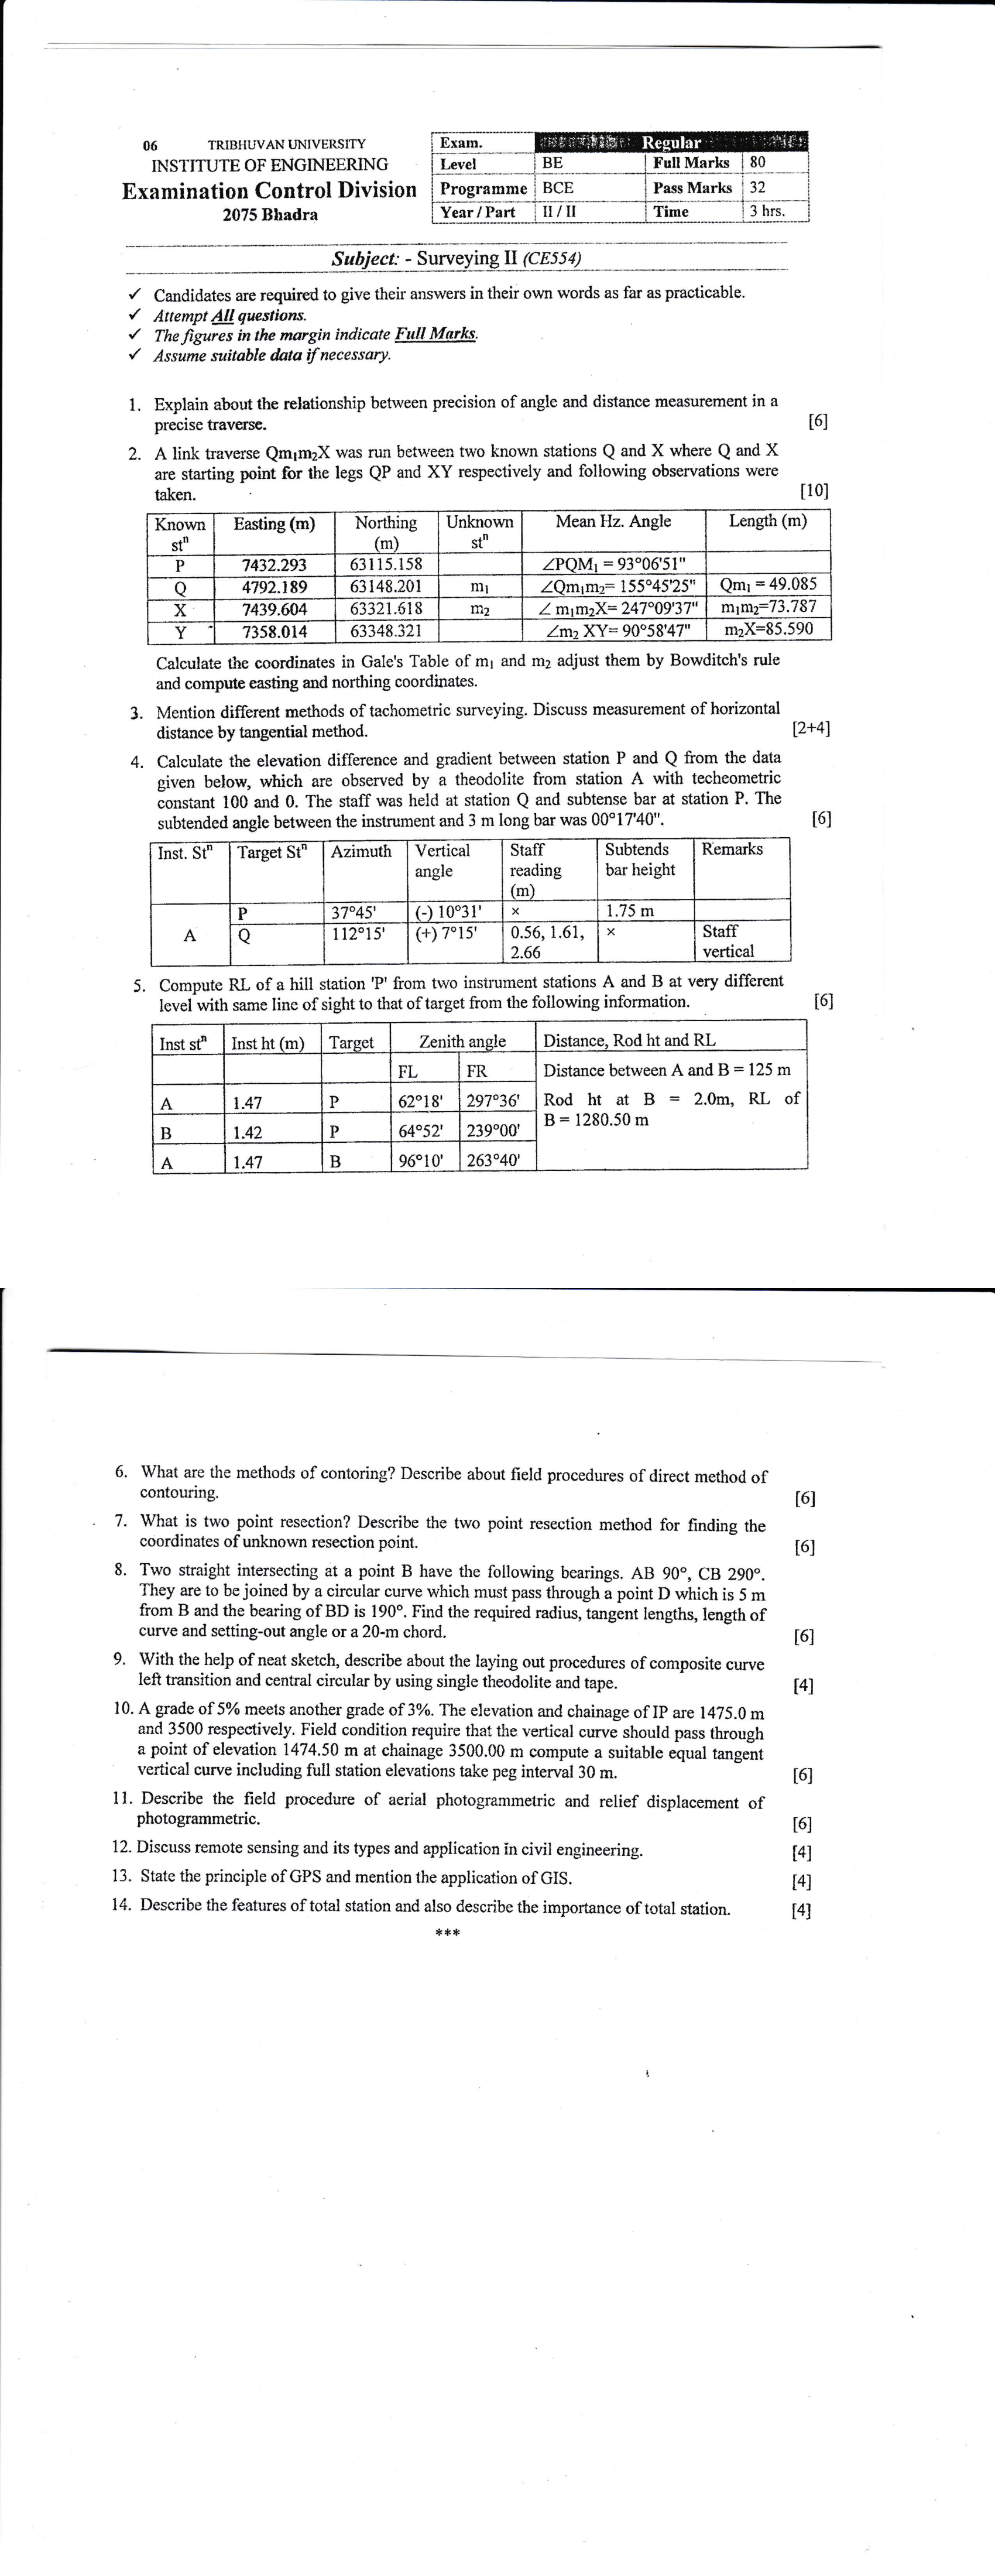 06 TRIBHUVAN UNIVERSITY
INSTITUTE OF ENGINEERING
Examination Control Division
2075 Bhadra
Exam. Regular
Level BE Full Marks 80
Programme BCE Pass Marks 32
Year / Part II / II Time 3 hrs.
Subject: - Surveying II (CE554)
✓ Candidates are required to give their answers in their own words as far as practicable.
✓ Attempt All questions.
✓ The figures in the margin indicate Full Marks.
✓ Assume suitable data if necessary.
1. Explain about the relationship between precision of angle and distance measurement in a
precise traverse. [6]
2. A link traverse Qm₁m₂X was run between two known stations Q and X where Q and X
are starting point for the legs QP and XY respectively and following observations were
taken. [10]
Known stⁿ Easting (m) Northing (m) Unknown stⁿ Mean Hz. Angle Length (m)
P 7432.293 63115.158 ∠PQM₁ = 93°06'51"
Q 4792.189 63148.201 m₁ ∠Qm₁m₂= 155°45'25" Qm₁ = 49.085
X 7439.604 63321.618 m₂ ∠ m₁m₂X= 247°09'37" m₁m₂=73.787
Y 7358.014 63348.321 ∠m₂ XY= 90°58'47" m₂X=85.590
Calculate the coordinates in Gale's Table of m₁ and m₂ adjust them by Bowditch's rule
and compute easting and northing coordinates.
3. Mention different methods of tachometric surveying. Discuss measurement of horizontal
distance by tangential method. [2+4]
4. Calculate the elevation difference and gradient between station P and Q from the data
given below, which are observed by a theodolite from station A with techeometric
constant 100 and 0. The staff was held at station Q and subtense bar at station P. The
subtended angle between the instrument and 3 m long bar was 00°17'40". [6]
Inst. Stⁿ Target Stⁿ Azimuth Vertical angle Staff reading (m) Subtends bar height Remarks
A P 37°45' (-) 10°31' × 1.75 m
Q 112°15' (+) 7°15' 0.56, 1.61, 2.66 × Staff vertical
5. Compute RL of a hill station 'P' from two instrument stations A and B at very different
level with same line of sight to that of target from the following information. [6]
Inst stⁿ Inst ht (m) Target Zenith angle Distance, Rod ht and RL
FL FR Distance between A and B = 125 m
A 1.47 P 62°18' 297°36' Rod ht at B = 2.0m, RL of
B 1.42 P 64°52' 239°00' B = 1280.50 m
A 1.47 B 96°10' 263°40'
6. What are the methods of contoring? Describe about field procedures of direct method of
contouring. [6]
7. What is two point resection? Describe the two point resection method for finding the
coordinates of unknown resection point. [6]
8. Two straight intersecting at a point B have the following bearings. AB 90°, CB 290°.
They are to be joined by a circular curve which must pass through a point D which is 5 m
from B and the bearing of BD is 190°. Find the required radius, tangent lengths, length of
curve and setting-out angle or a 20-m chord. [6]
9. With the help of neat sketch, describe about the laying out procedures of composite curve
left transition and central circular by using single theodolite and tape. [4]
10. A grade of 5% meets another grade of 3%. The elevation and chainage of IP are 1475.0 m
and 3500 respectively. Field condition require that the vertical curve should pass through
a point of elevation 1474.50 m at chainage 3500.00 m compute a suitable equal tangent
vertical curve including full station elevations take peg interval 30 m. [6]
11. Describe the field procedure of aerial photogrammetric and relief displacement of
photogrammetric. [6]
12. Discuss remote sensing and its types and application in civil engineering. [4]
13. State the principle of GPS and mention the application of GIS. [4]
14. Describe the features of total station and also describe the importance of total station. [4]
***